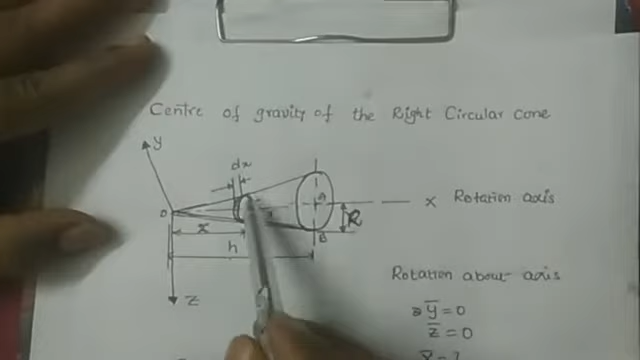 Centre of gravity of the Right Circular cone
y
dx
O
A
x Rotation axis
x
R
B
h
Rotation about axis
z
ȳ = 0
z̄ = 0